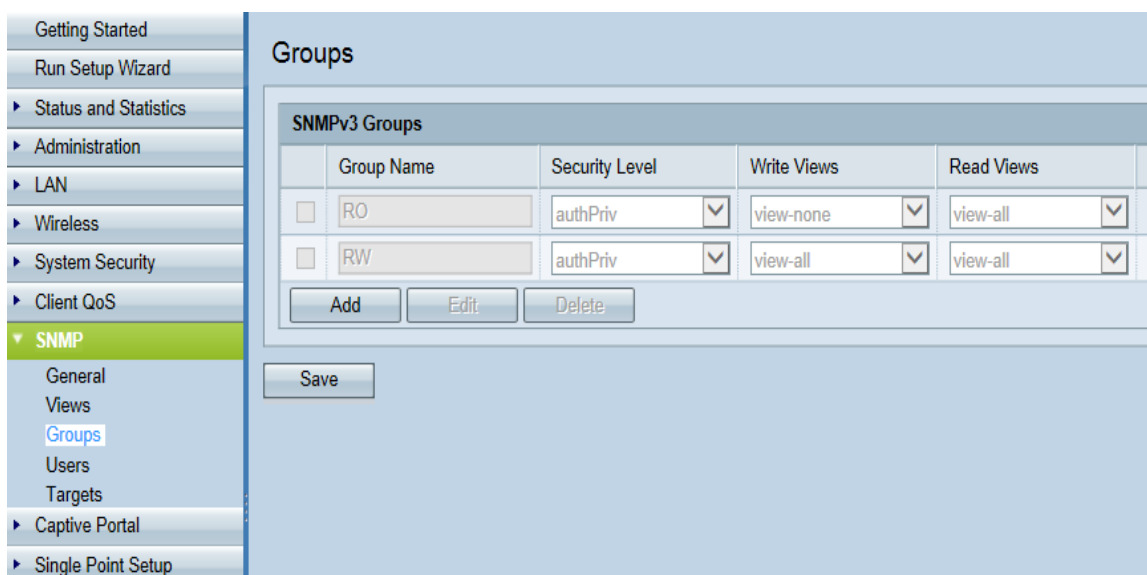 Getting Started
Run Setup Wizard
Status and Statistics
Administration
LAN
Wireless
System Security
Client QoS
SNMP
General
Views
Groups
Users
Targets
Captive Portal
Single Point Setup
Groups
SNMPv3 Groups
Group Name Security Level Write Views Read Views
RO authPriv view-none view-all
RW authPriv view-all view-all
Add Edit Delete
Save